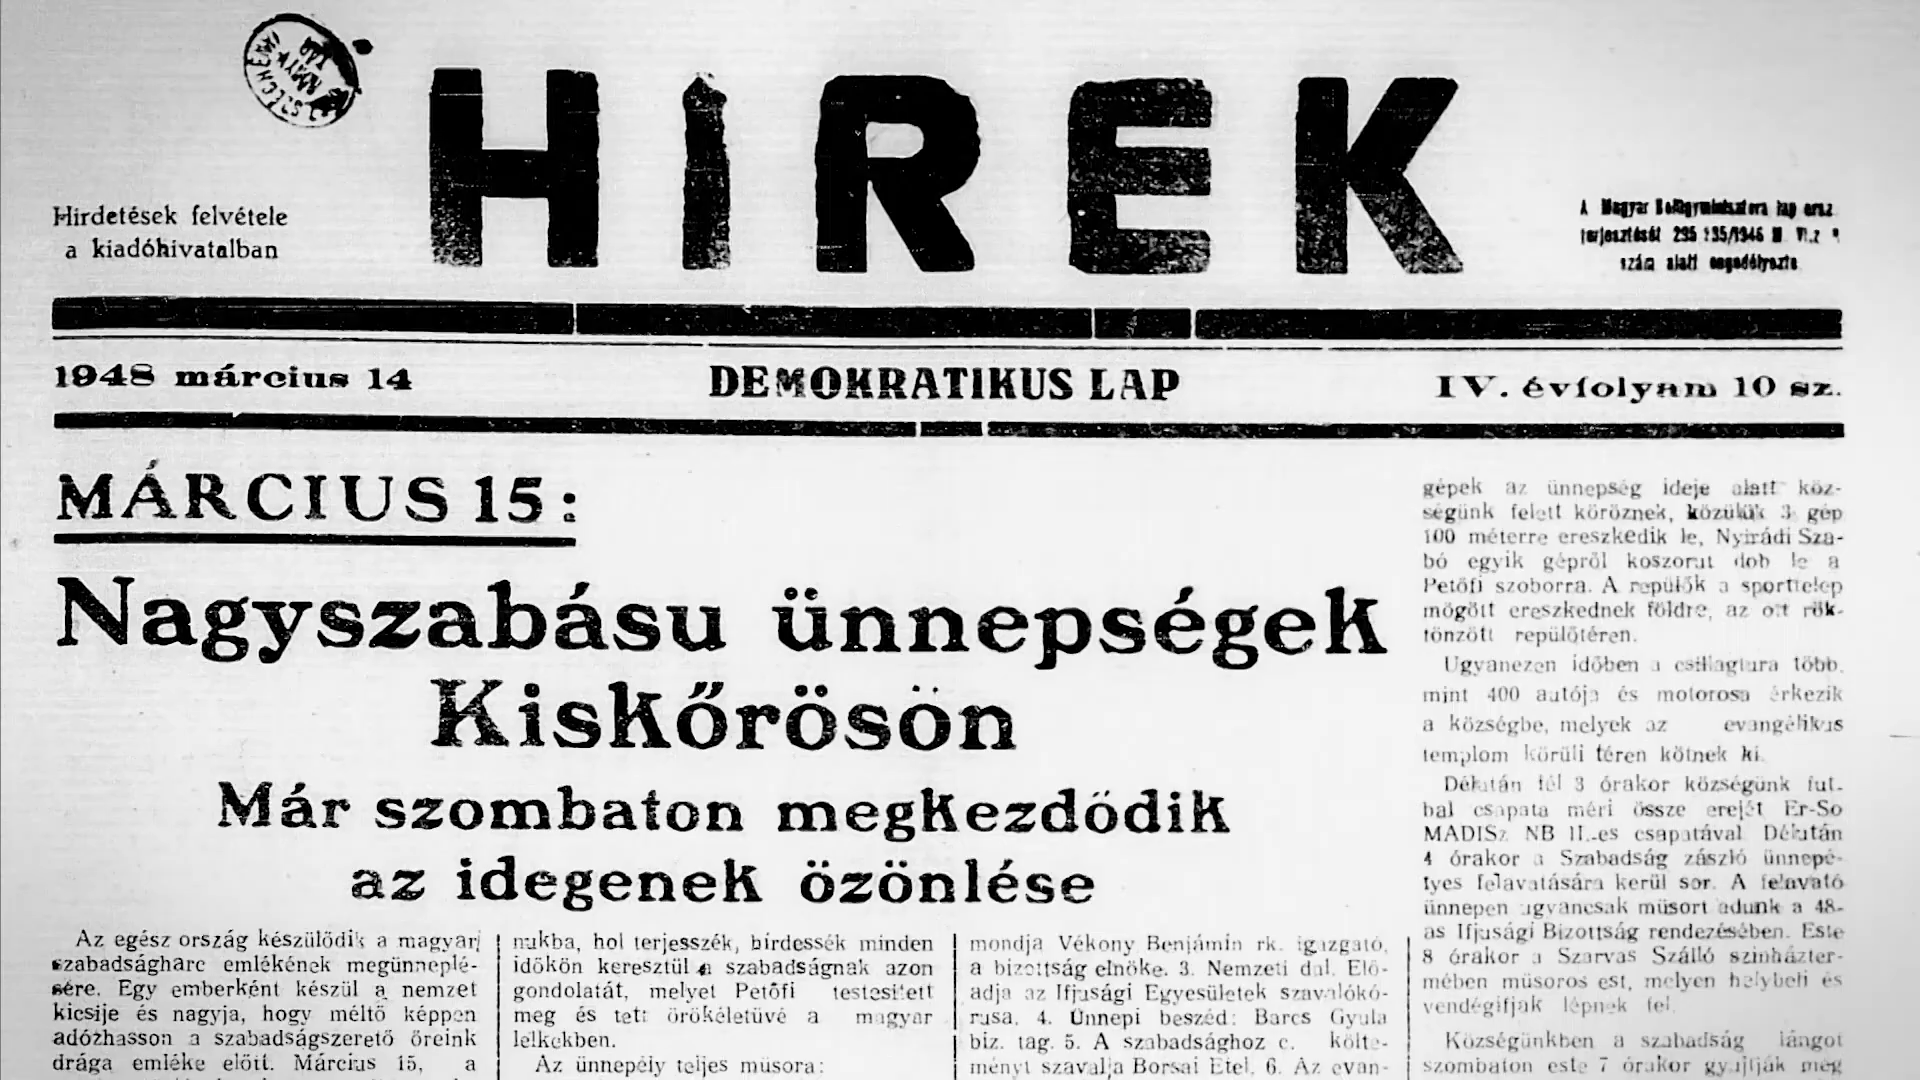 HIREK
Hirdetések felvétele
a kiadóhivatalban
A Magyar
terjesztését
szám alatt engedélyezte
1948 március 14
DEMOKRATIKUS LAP
IV. évfolyam 10 sz.
MÁRCIUS 15:
Nagyszabásu ünnepségek
Kiskőrösön
Már szombaton megkezdődik
az idegenek özönlése
Az egész ország készülődik a magyar
szabadságharc emlékének megünneplé-
sére. Egy emberként készül a nemzet
kicsije és nagyja, hogy méltó képpen
adózhasson a szabadságszerető őreink
drága emléke előtt. Március 15, a
nukba, hol terjesszék, hirdessék minden
időkön keresztül a szabadságnak azon
gondolatát, melyet Petőfi testesitett
meg és tett örökéletüvé a magyar
lelkekben.
Az ünnepély teljes müsora:
mondja Vékony Benjámin rk. igazgató,
a bizottság elnöke. 3. Nemzeti dal. Elő-
adja az Ifjusági Egyesületek szavalókó-
rusa. 4. Ünnepi beszéd: Barcs Gyula
biz. tag. 5. A szabadsághoz c. költe-
ményt szavalja Borsai Etel. 6. Az evan-
gépek az ünnepség ideje alatt köz-
ségünk felett köröznek, közülük 3 gép
100 méterre ereszkedik le, Nyirádi Sza-
bó egyik gépről koszorut dob le a
Petőfi szoborra. A repülők a sporttelep
mögött ereszkednek földre, az ott rök-
tönzött repülőtéren.
Ugyanezen időben a csillagtura több,
mint 400 autója és motorosa érkezik
a községbe, melyek az evangélikus
templom körüli téren kötnek ki.
Délután fél 3 órakor községünk fut-
bal csapata méri össze erejét Er-So
MADISz NB II.-es csapatával Délután
4 órakor a Szabadság zászló ünnepé-
lyes felavatására kerül sor. A felavató
ünnepen ugyancsak müsort adunk a 48-
as Ifjusági Bizottság rendezésében. Este
8 órakor a Szarvas Szálló szinházter-
mében müsoros est, melyen helybeli és
vendégifjak lépnek fel.
Községünkben a szabadság lángot
szombaton este 7 órakor gyujtják meg